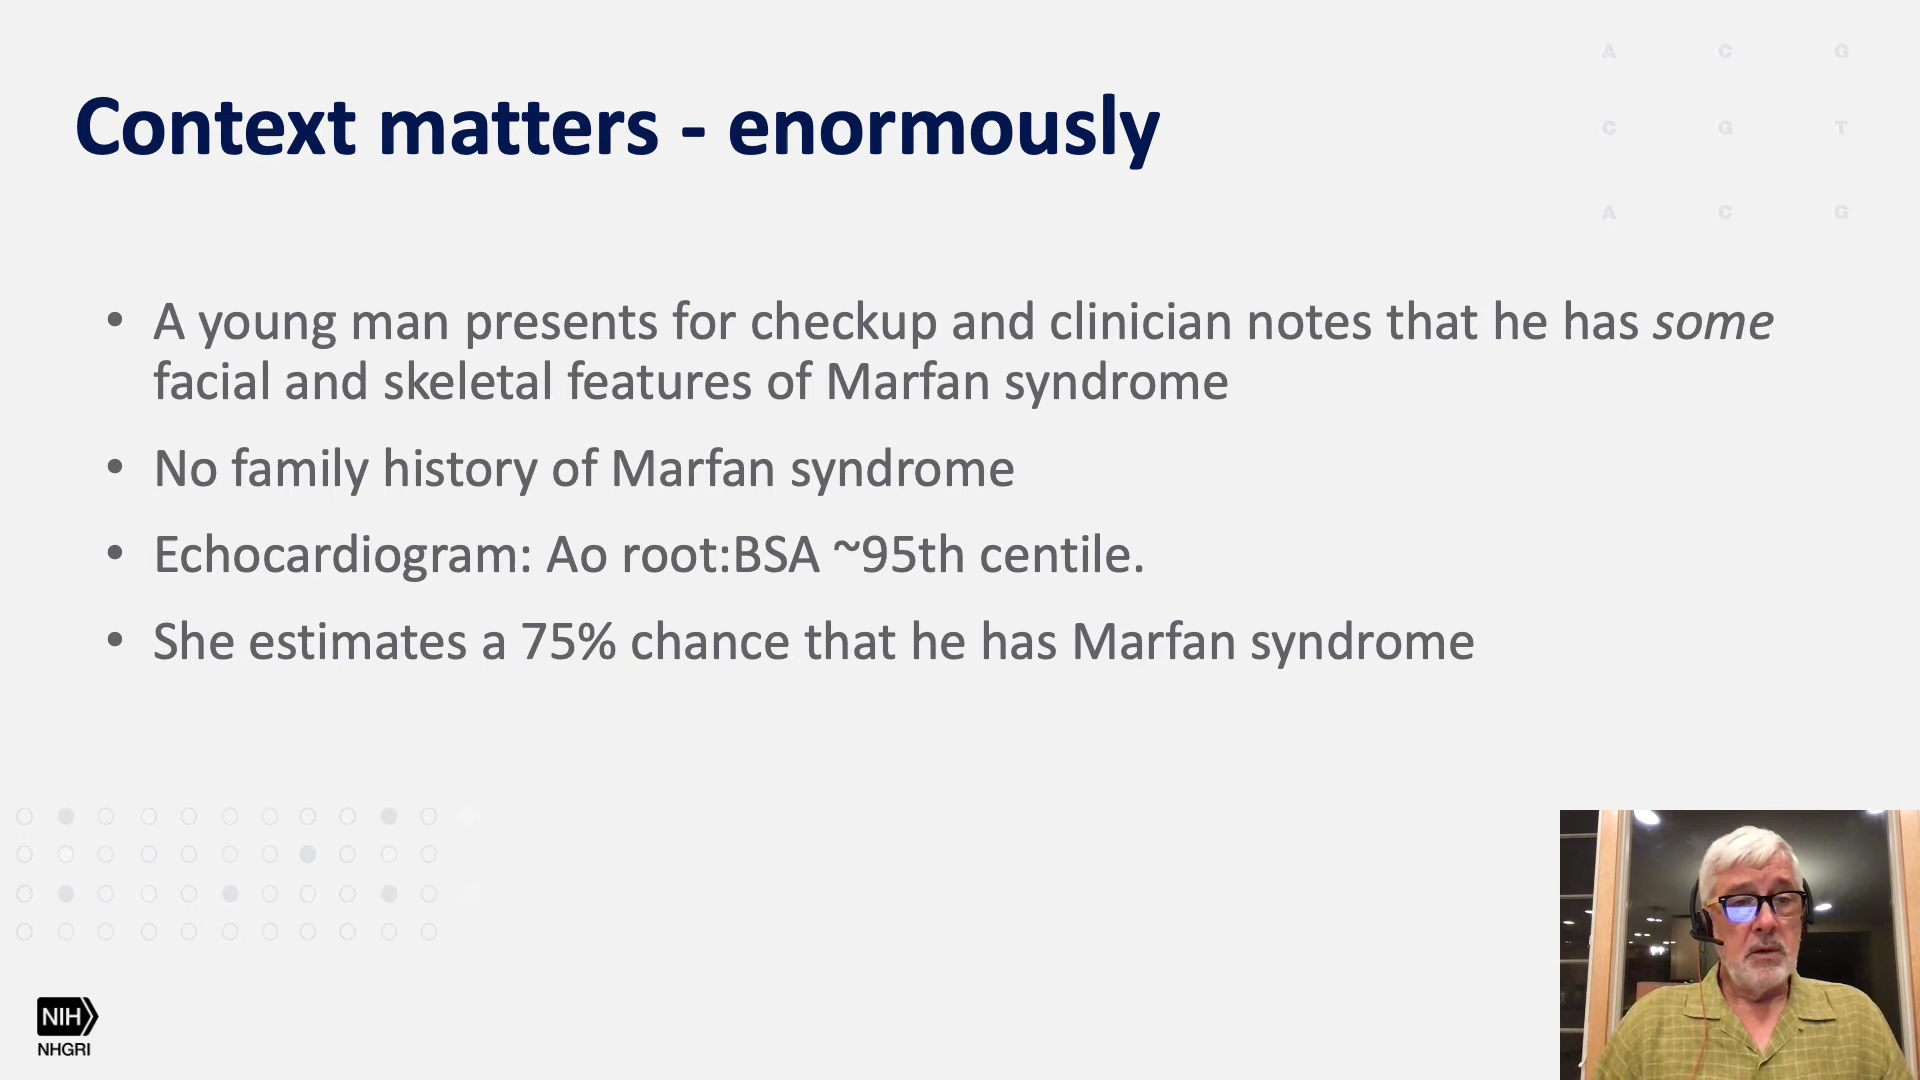 A C G
Context matters - enormously
C G T
A C G
• A young man presents for checkup and clinician notes that he has some
facial and skeletal features of Marfan syndrome
• No family history of Marfan syndrome
• Echocardiogram: Ao root:BSA ~95th centile.
• She estimates a 75% chance that he has Marfan syndrome
NIH
NHGRI